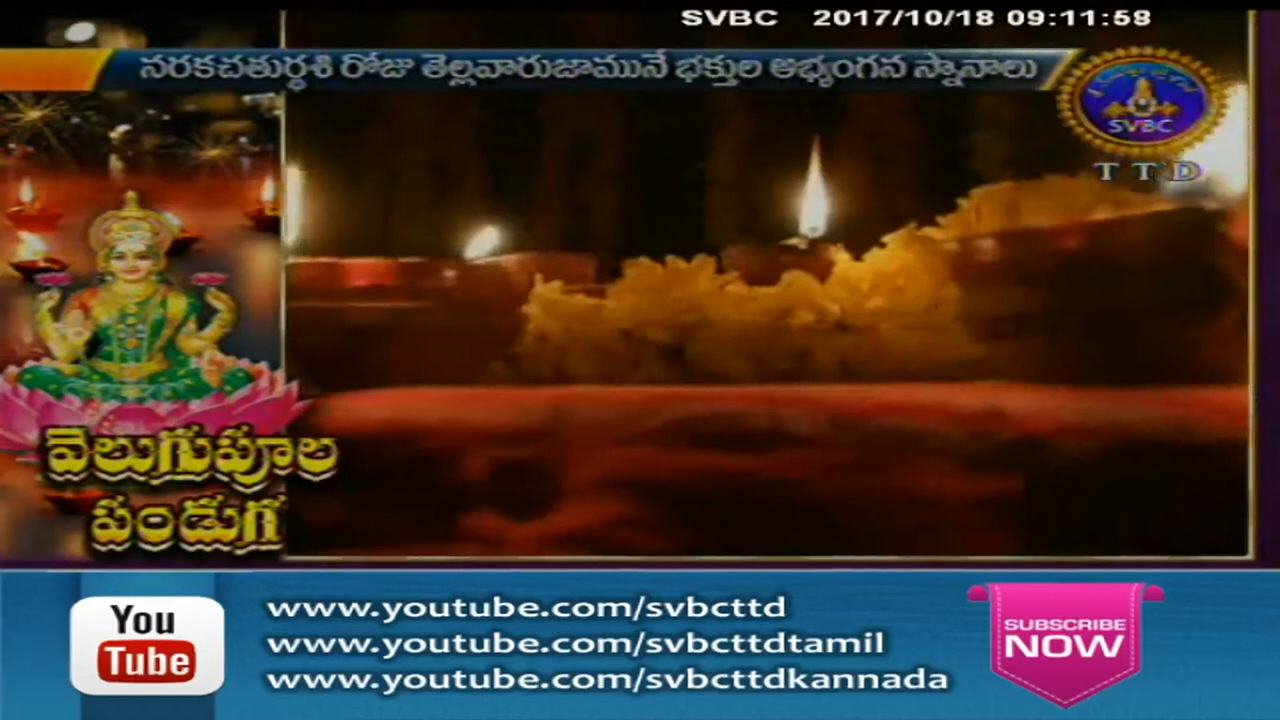 SVBC 2017/10/18 09:11:58
నరకచతుర్ధశి రోజు తెల్లవారుజామునే భక్తుల అభ్యంగన స్నానాలు
SVBC
T T D
వెలుగుపూల
పండుగ
You
Tube
www.youtube.com/svbcttd
www.youtube.com/svbcttdtamil
www.youtube.com/svbcttdkannada
SUBSCRIBE
NOW